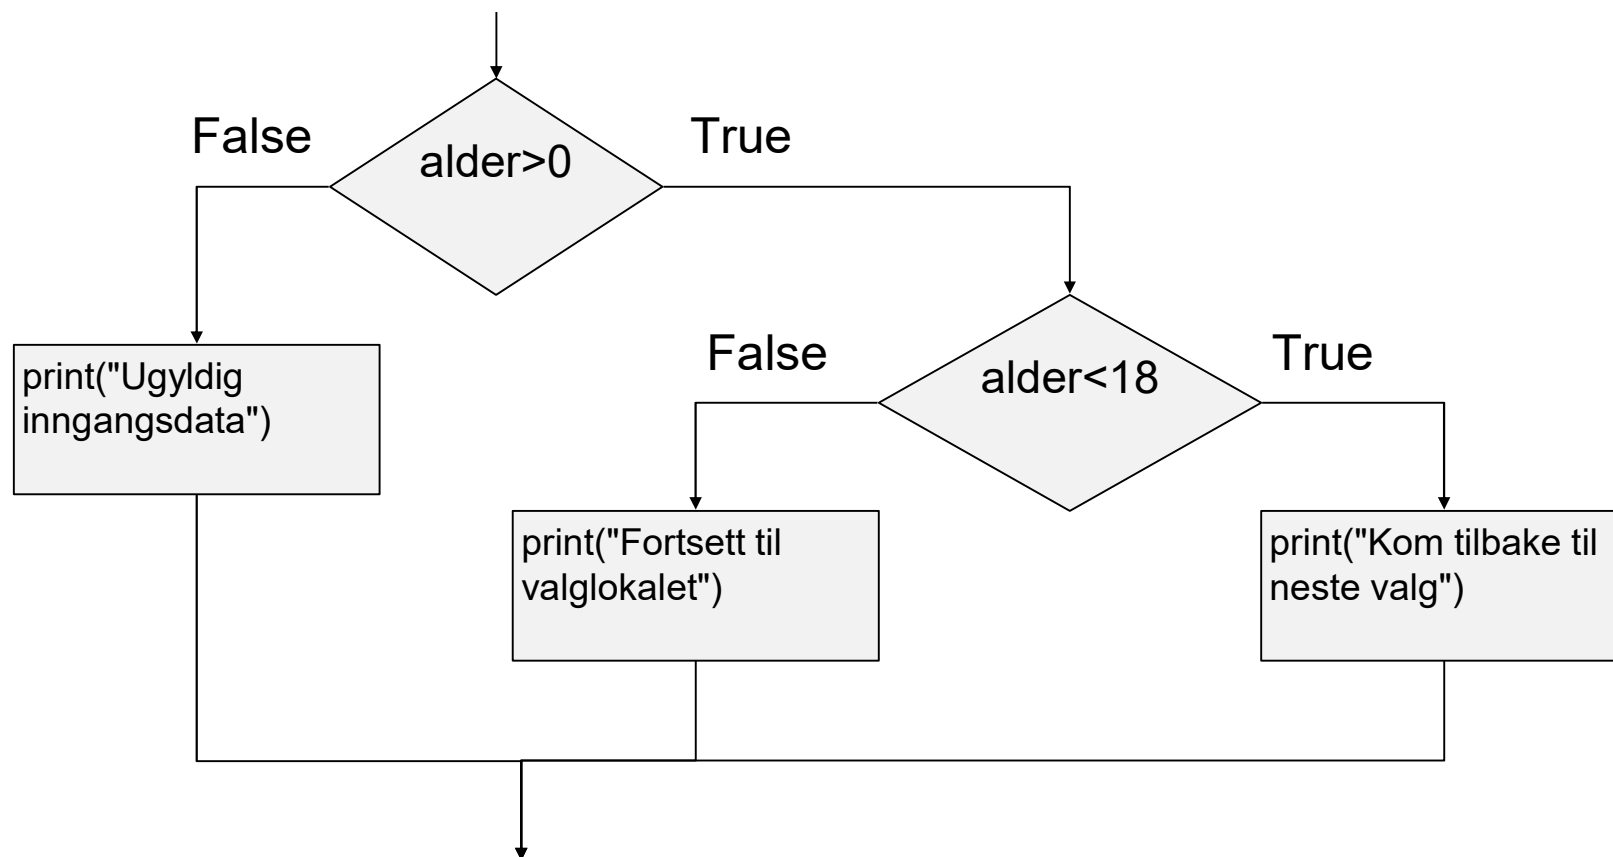 False
True
alder>0
False
True
print("Ugyldig
inngangsdata")
alder<18
print("Fortsett til
valglokalet")
print("Kom tilbake til
neste valg")